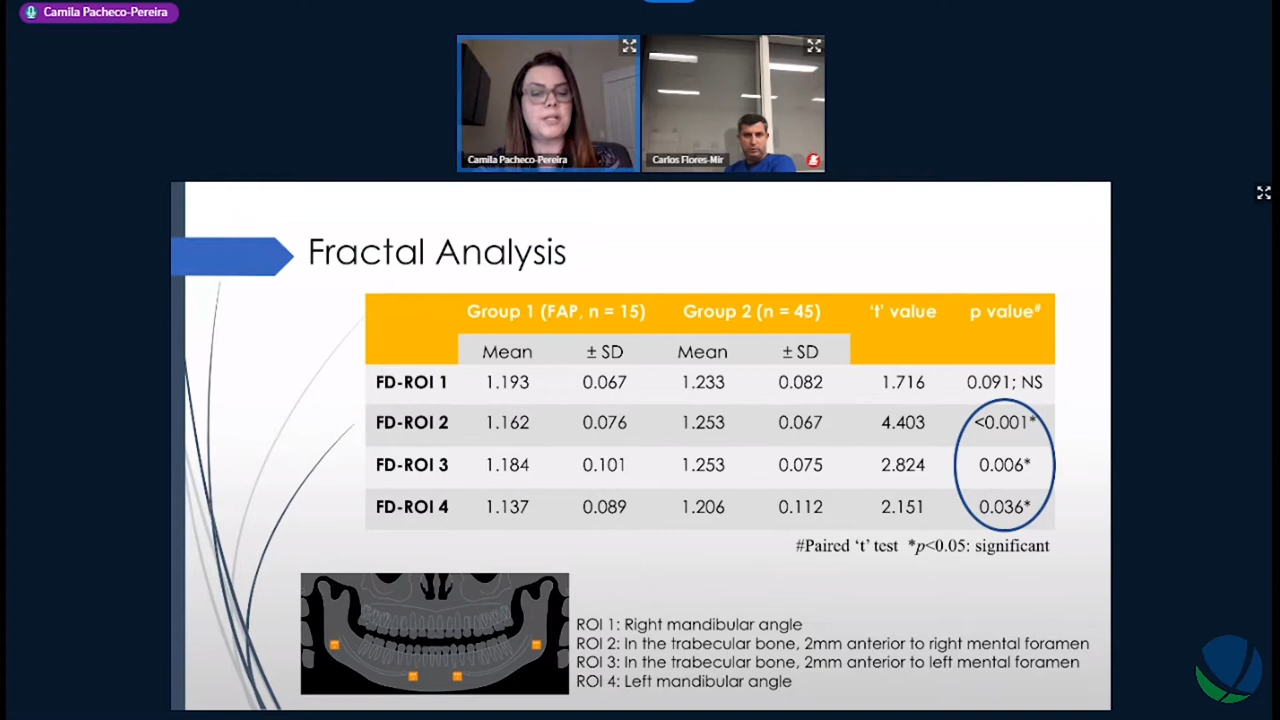 Camila Pacheco-Pereira
Camila Pacheco-Pereira
Carlos Flores-Mir
Fractal Analysis
Group 1 (FAP, n = 15) Group 2 (n = 45) ‘t’ value p value#
Mean ± SD Mean ± SD
FD-ROI 1 1.193 0.067 1.233 0.082 1.716 0.091; NS
FD-ROI 2 1.162 0.076 1.253 0.067 4.403 <0.001*
FD-ROI 3 1.184 0.101 1.253 0.075 2.824 0.006*
FD-ROI 4 1.137 0.089 1.206 0.112 2.151 0.036*
#Paired ‘t’ test *p<0.05: significant
ROI 1: Right mandibular angle
ROI 2: In the trabecular bone, 2mm anterior to right mental foramen
ROI 3: In the trabecular bone, 2mm anterior to left mental foramen
ROI 4: Left mandibular angle